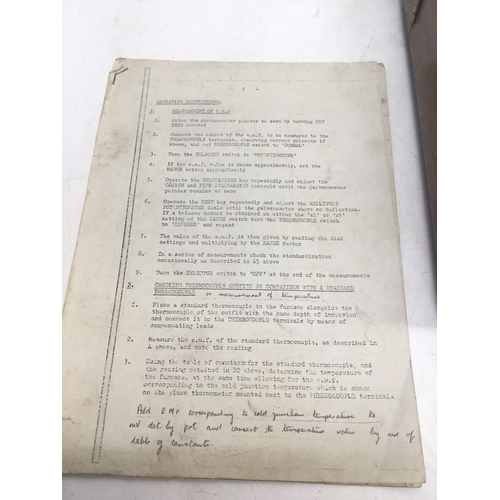 2 -
OPERATING INSTRUCTIONS.
A. MEASUREMENT OF E.M.F
1. Bring the galvanometer pointer to zero by turning SET
ZERO control
2. Connect the source of the e.m.f. to be measured to the
THERMOCOUPLE terminals, observing correct polarity if
known, and set THERMOCOUPLE switch to 'NORMAL'
3. Turn the SELECTOR switch to 'POTENTIOMETER'
4. If the e.m.f. value is known approximately, set the
RANGE switch appropriately
5. Operate the STANDARDISE key repeatedly and adjust the
COARSE and FINE STANDARDISE controls until the galvanometer
pointer remains at zero
6. Operate the TEST key repeatedly and adjust the MILLIVOLT
POTENTIOMETER dials until the galvanometer shows no deflection.
If a balance cannot be obtained on either the 'x1' or 'x5'
setting of the RANGE switch turn the THERMOCOUPLE switch
to 'REVERSE' and repeat
7. The value of the e.m.f. is then given by reading the dial
settings and multiplying by the RANGE factor
8. In a series of measurements check the standardisation
occasionally as described in A5 above
9. Turn the SELECTOR switch to 'OFF' at the end of the measurements
B. CHECKING THERMOCOUPLE OUTFITS BY COMPARISON WITH A STANDARD
THERMOCOUPLE or measurement of temperature
1. Place a standard thermocouple in the furnace alongside the
thermocouple of the outfit with the same depth of immersion
and connect it to the THERMOCOUPLE terminals by means of
compensating leads
2. Measure the e.m.f. of the standard thermocouple, as described in
A above, and note the reading
3. Using the table of constants for the standard thermocouple, and
the reading obtained in B2 above, determine the temperature of
the furnace, at the same time allowing for the e.m.f.
corresponding to the cold junction temperature which is shown
on the glass thermometer mounted next to the THERMOCOUPLE terminals
Add EMF corresponding to cold junction temperature to
mV det. by pot and convert to temperature value by use of
table of constants